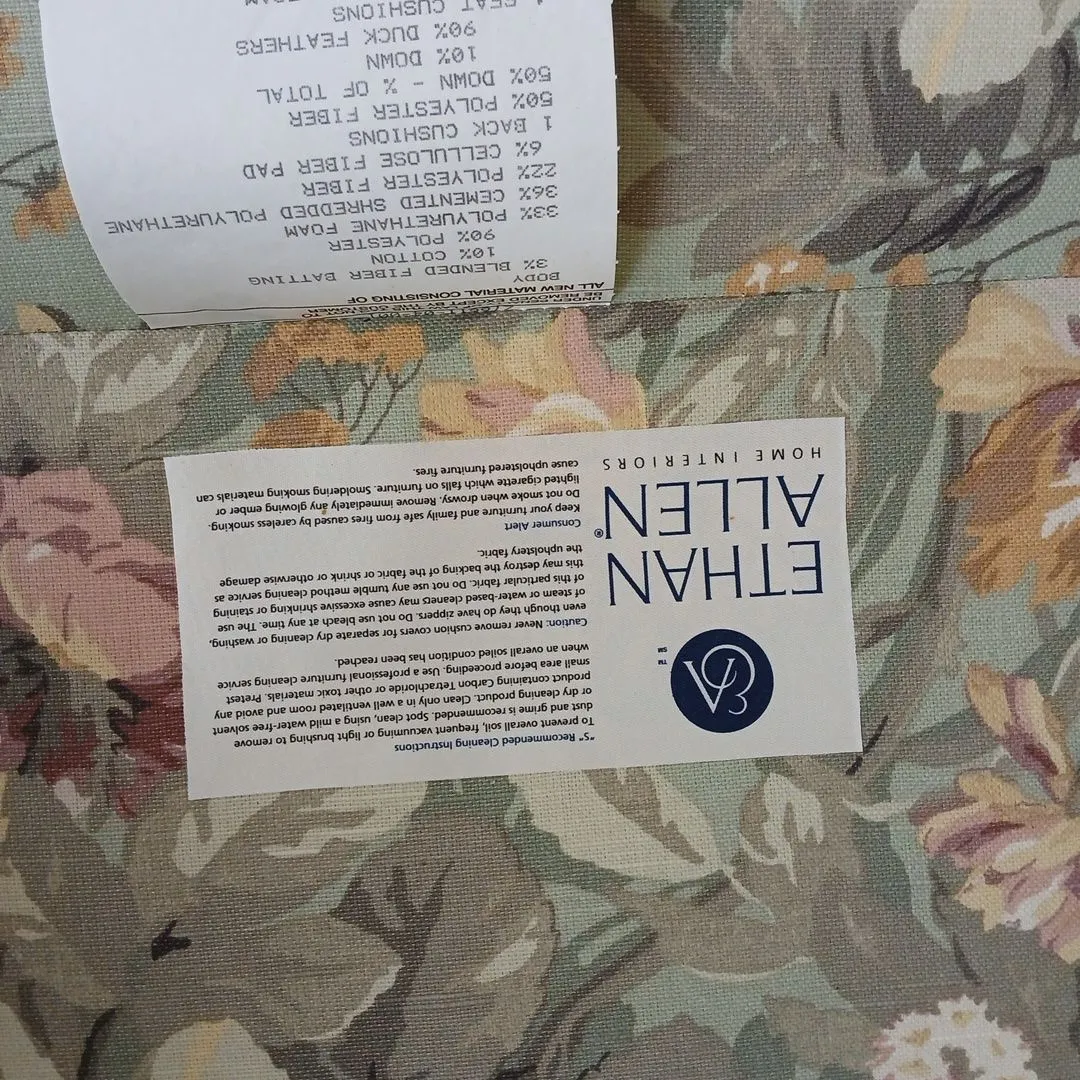 TM
SM
ETHAN
ALLEN®
HOME INTERIORS
"S" Recommended Cleaning Instructions
To prevent overall soil, frequent vacuuming or light brushing to remove
dust and grime is recommended. Spot clean, using a mild water-free solvent
or dry cleaning product. Clean only in a well ventilated room and avoid any
product containing Carbon Tetrachloride or other toxic materials. Pretest
small area before proceeding. Use a professional furniture cleaning service
when an overall soiled condition has been reached.
Caution: Never remove cushion covers for separate dry cleaning or washing,
even though they do have zippers. Do not use bleach at any time. The use
of steam or water-based cleaners may cause excessive shrinking or staining
of this particular fabric. Do not use any tumble method cleaning service as
this may destroy the backing of the fabric or shrink or otherwise damage
the upholstery fabric.
Consumer Alert
Keep your furniture and family safe from fires caused by careless smoking.
Do not smoke when drowsy. Remove immediately any glowing ember or
lighted cigarette which falls on furniture. Smoldering smoking materials can
cause upholstered furniture fires.
BE REMOVED EXCEPT BY THE CONSUMER
ALL NEW MATERIAL CONSISTING OF
BODY
3% BLENDED FIBER BATTING
10% COTTON
90% POLYESTER
33% POLYURETHANE FOAM
36% CEMENTED SHREDDED POLYURETHANE
22% POLYESTER FIBER
6% CELLULOSE FIBER PAD
1 BACK CUSHIONS
50% POLYESTER FIBER
50% DOWN - % OF TOTAL
10% DOWN
90% DUCK FEATHERS
1 SEAT CUSHIONS